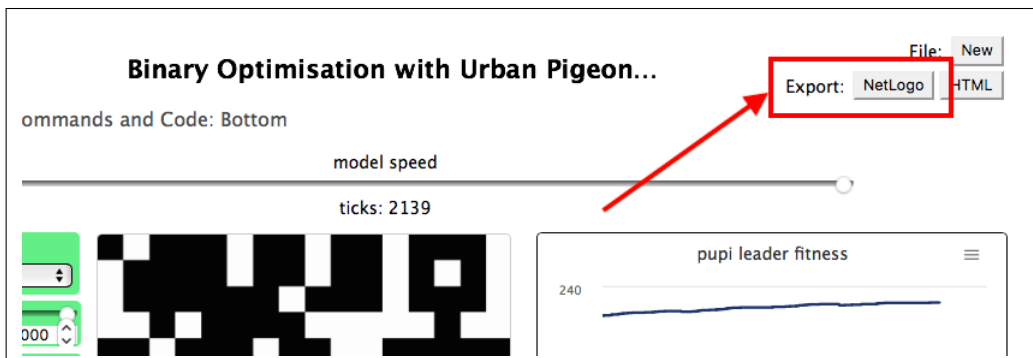 File: New
Binary Optimisation with Urban Pigeon...
Export: NetLogo HTML
ommands and Code: Bottom
model speed
ticks: 2139
pupi leader fitness
240
000